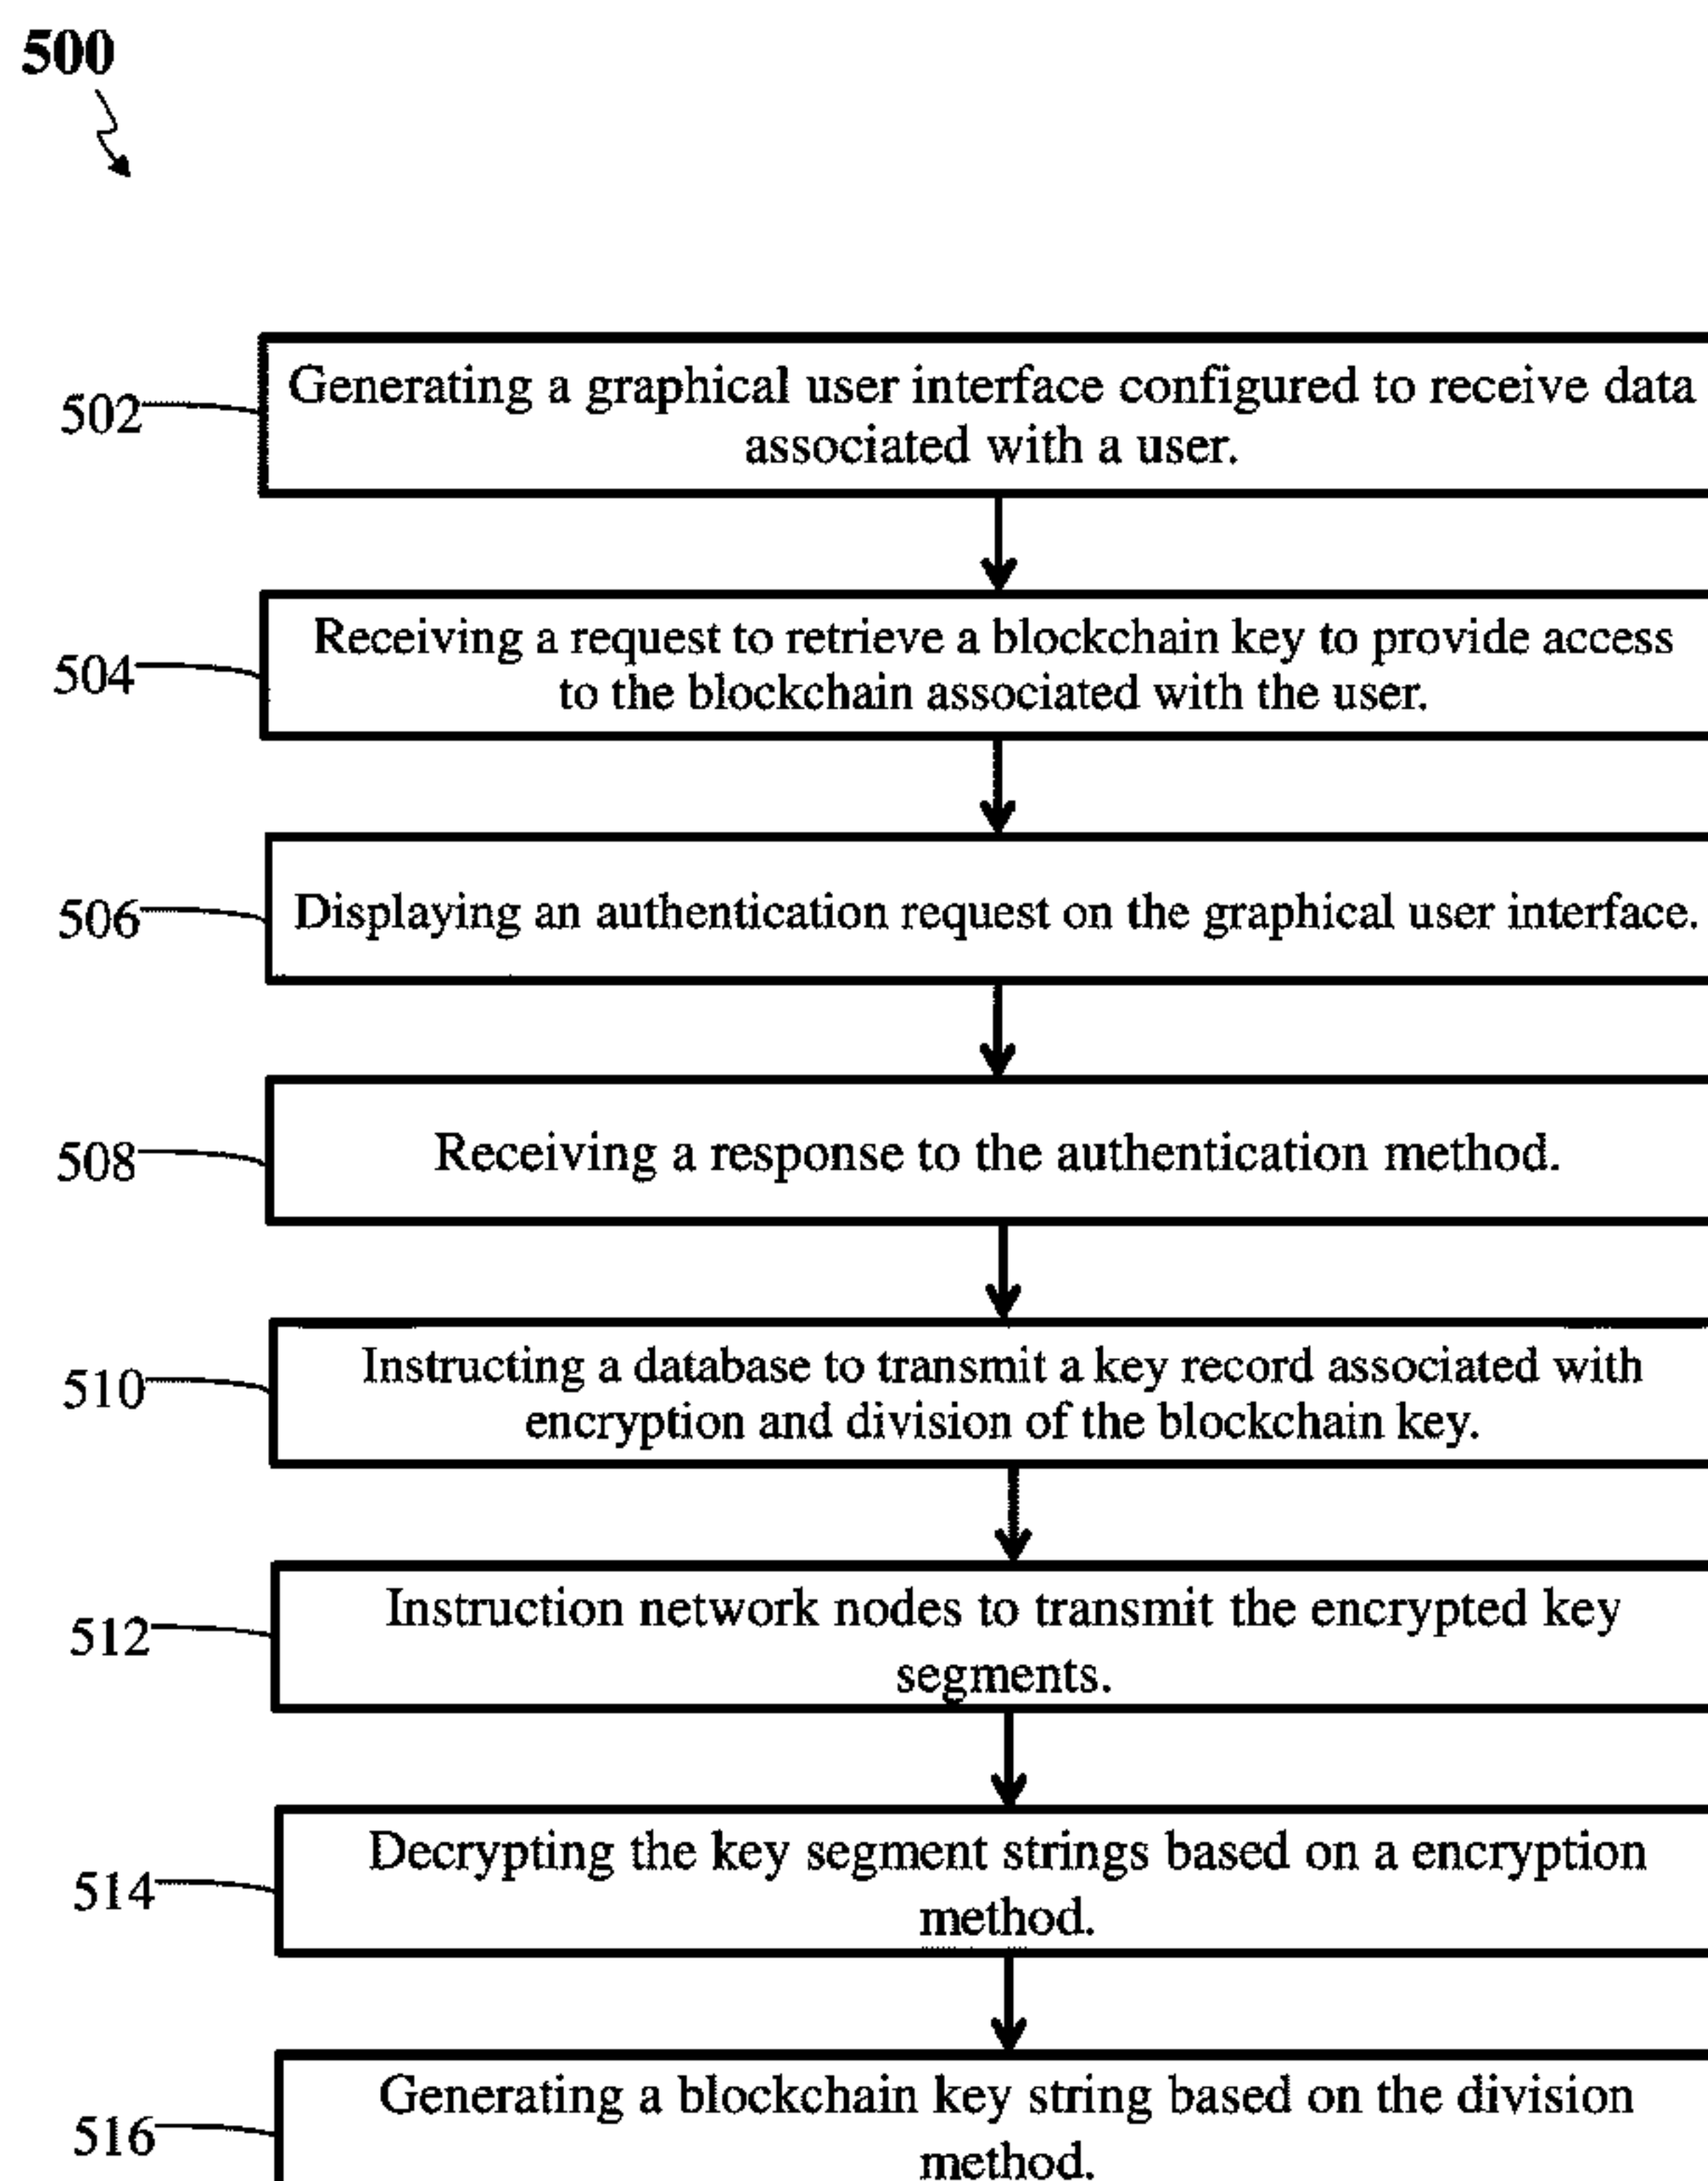 500
502
Generating a graphical user interface configured to receive data
associated with a user.
504
Receiving a request to retrieve a blockchain key to provide access
to the blockchain associated with the user.
506
Displaying an authentication request on the graphical user interface.
508
Receiving a response to the authentication method.
510
Instructing a database to transmit a key record associated with
encryption and division of the blockchain key.
512
Instruction network nodes to transmit the encrypted key
segments.
514
Decrypting the key segment strings based on a encryption
method.
516
Generating a blockchain key string based on the division
method.